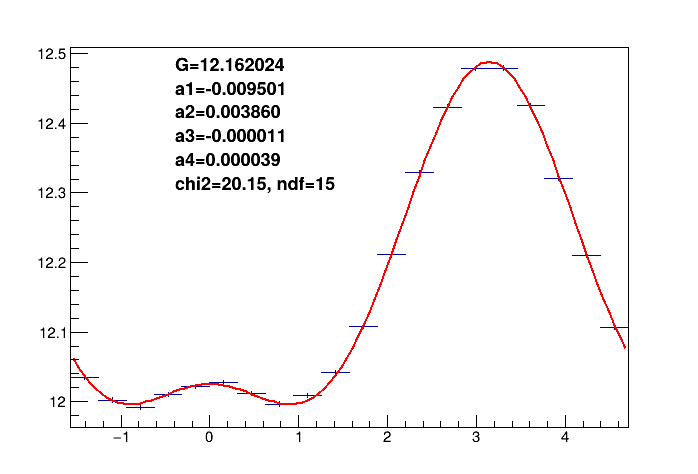 G=12.162024
a1=-0.009501
a2=0.003860
a3=-0.000011
a4=0.000039
chi2=20.15, ndf=15
12.5
12.4
12.3
12.2
12.1
12
−1 0 1 2 3 4